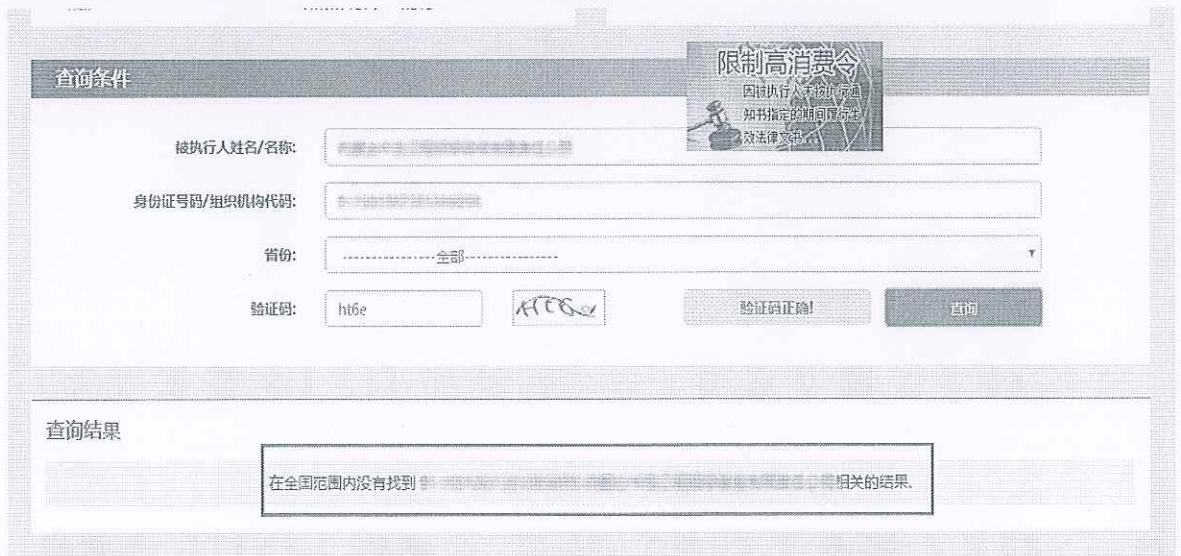 查询条件
限制高消费令
因被执行人未按执行通
知书指定的期间履行生
效法律文书...
被执行人姓名/名称:
身份证号码/组织机构代码:
省份:
-----------------全部-----------------
验证码:
ht6e
验证码正确!
查询
查询结果
在全国范围内没有找到
相关的结果.